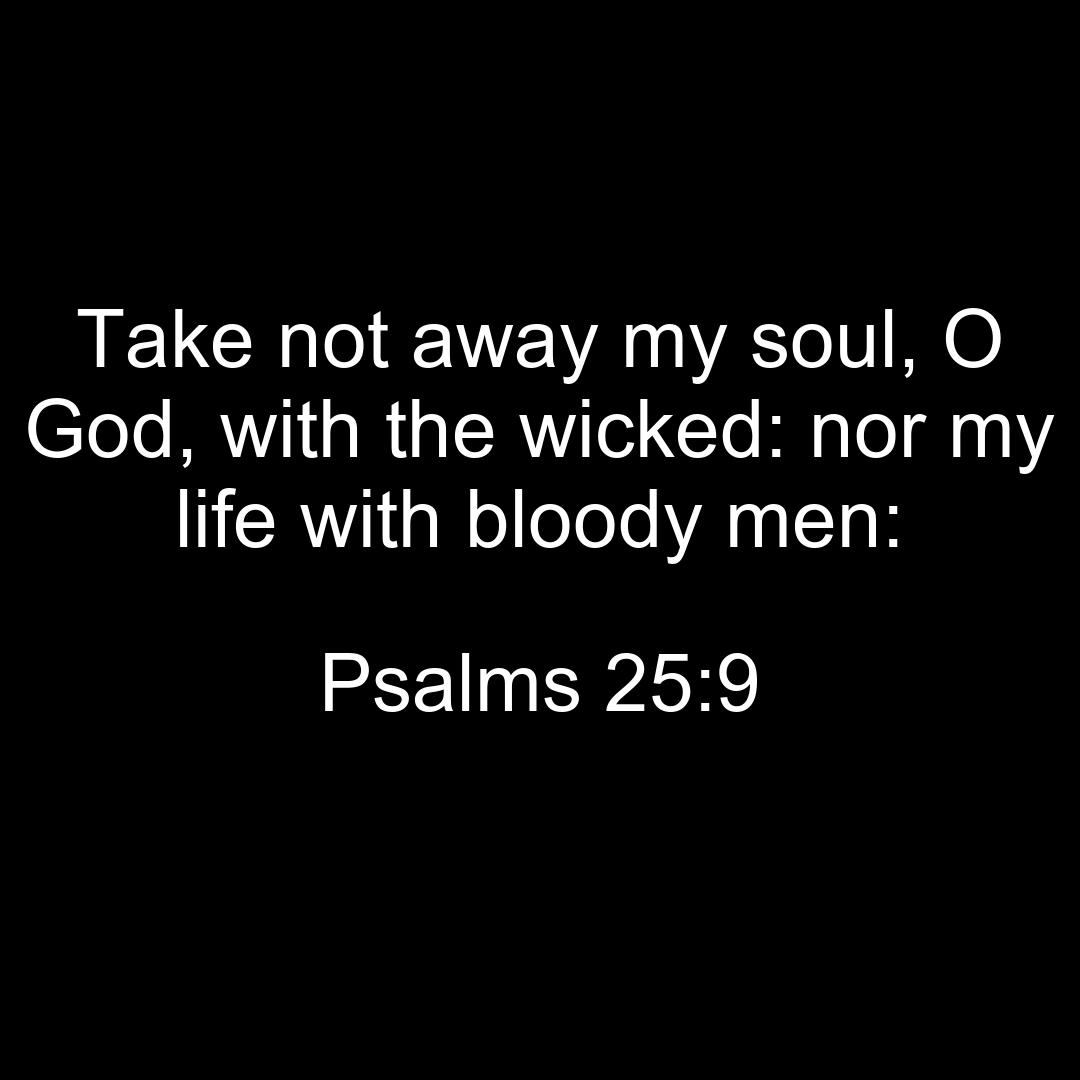 Take not away my soul, O
God, with the wicked: nor my
life with bloody men:
Psalms 25:9